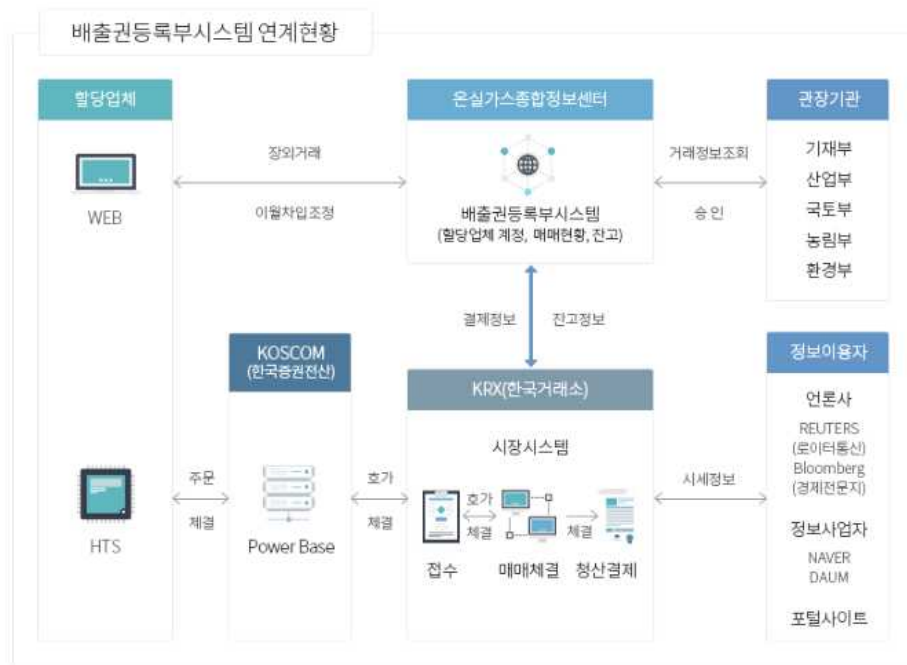 배출권등록부시스템 연계현황
할당업체
WEB
HTS
장외거래
이월차입조정
온실가스종합정보센터
배출권등록부시스템
(할당업체 계정, 매매현황, 잔고)
거래정보조회
승 인
관장기관
기재부
산업부
국토부
농림부
환경부
결제정보
잔고정보
KOSCOM
(한국증권전산)
주문
체결
Power Base
호가
체결
KRX(한국거래소)
시장시스템
호가
체결
체결
접수
매매체결
청산결제
시세정보
정보이용자
언론사
REUTERS
(로이터통신)
Bloomberg
(경제전문지)
정보사업자
NAVER
DAUM
포털사이트